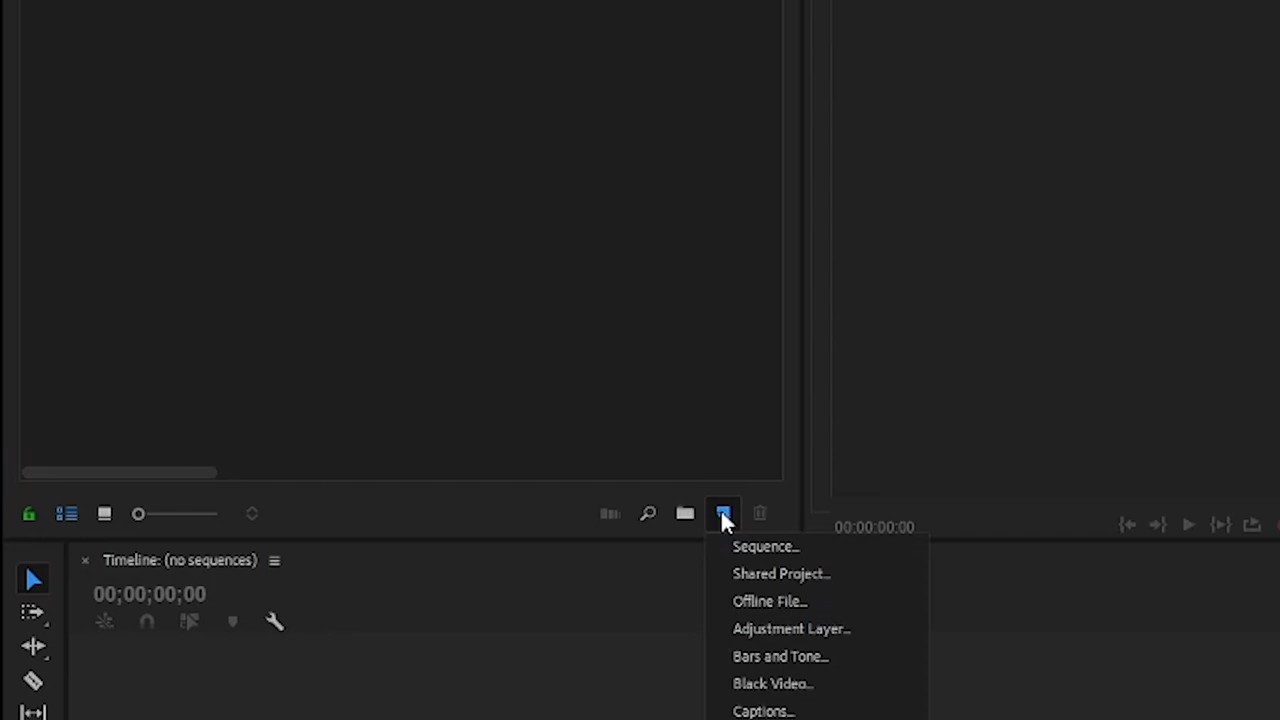 00:00:00:00
Sequence...
Shared Project...
Offline File...
Adjustment Layer...
Bars and Tone...
Black Video...
Captions...
Timeline: (no sequences)
00;00;00;00